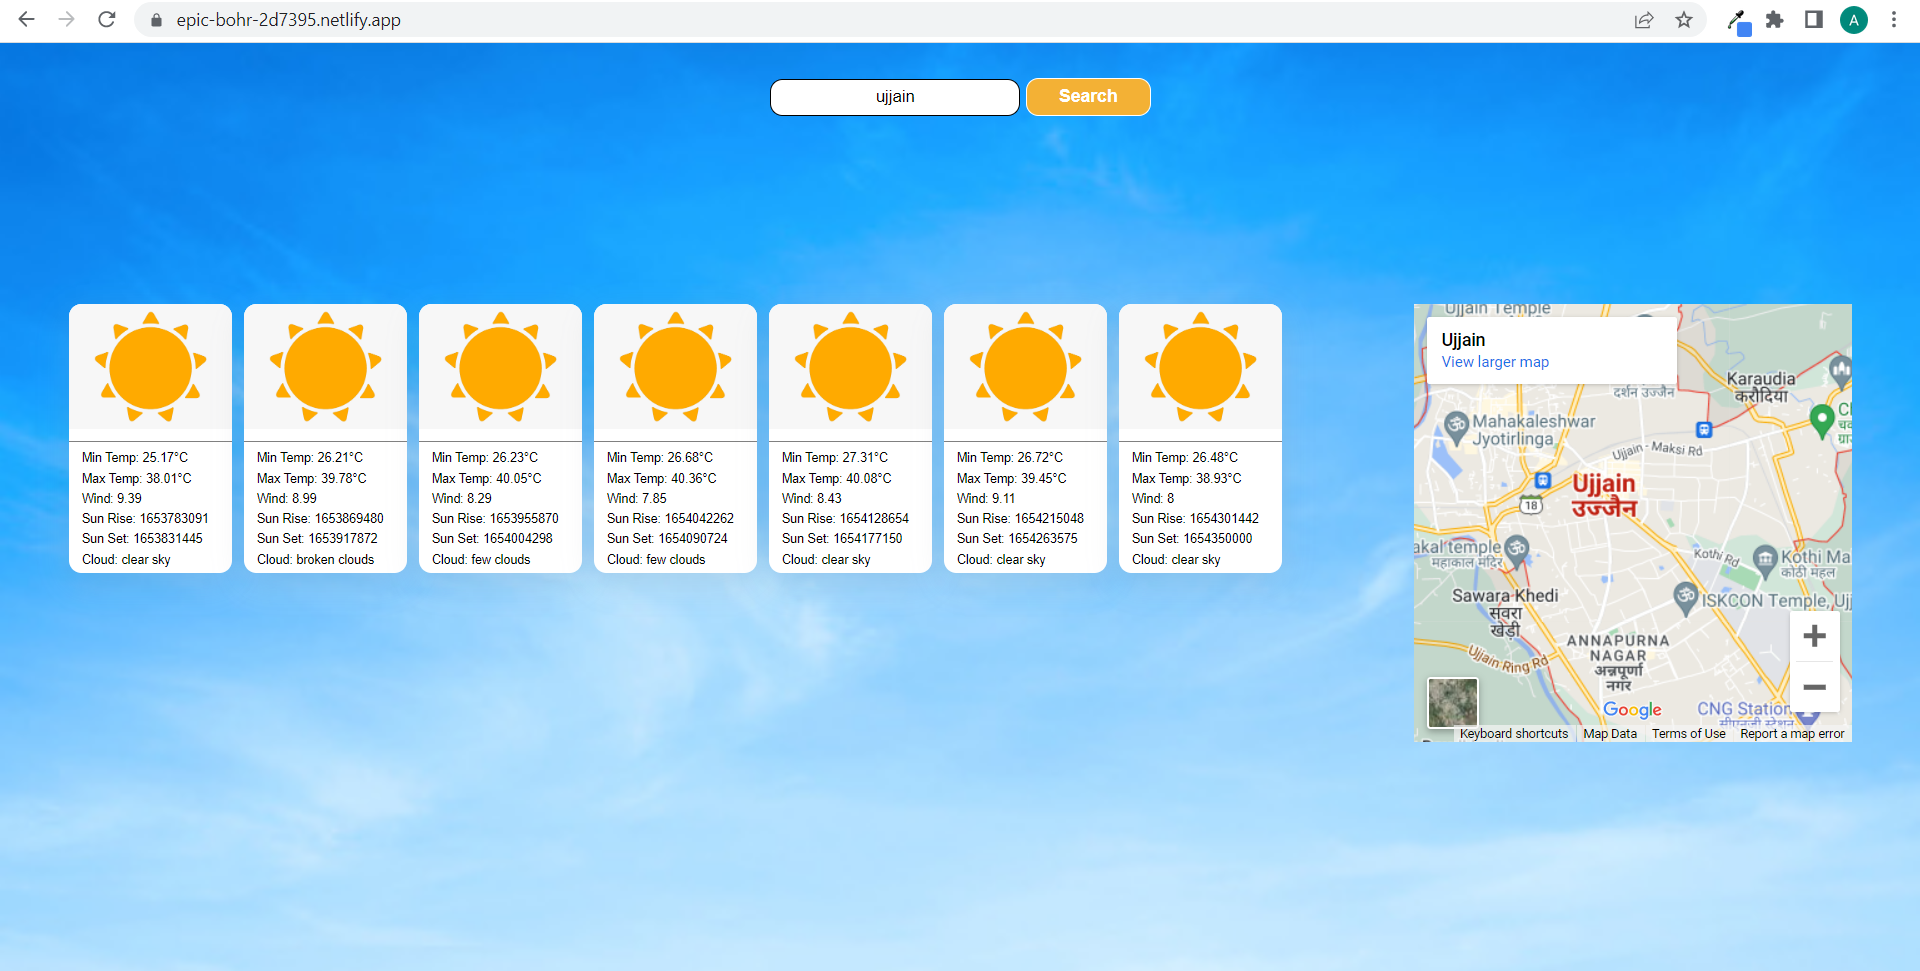 epic-bohr-2d7395.netlify.app
A
ujjain
Search
Min Temp: 25.17°C
Max Temp: 38.01°C
Wind: 9.39
Sun Rise: 1653783091
Sun Set: 1653831445
Cloud: clear sky
Min Temp: 26.21°C
Max Temp: 39.78°C
Wind: 8.99
Sun Rise: 1653869480
Sun Set: 1653917872
Cloud: broken clouds
Min Temp: 26.23°C
Max Temp: 40.05°C
Wind: 8.29
Sun Rise: 1653955870
Sun Set: 1654004298
Cloud: few clouds
Min Temp: 26.68°C
Max Temp: 40.36°C
Wind: 7.85
Sun Rise: 1654042262
Sun Set: 1654090724
Cloud: few clouds
Min Temp: 27.31°C
Max Temp: 40.08°C
Wind: 8.43
Sun Rise: 1654128654
Sun Set: 1654177150
Cloud: clear sky
Min Temp: 26.72°C
Max Temp: 39.45°C
Wind: 9.11
Sun Rise: 1654215048
Sun Set: 1654263575
Cloud: clear sky
Min Temp: 26.48°C
Max Temp: 38.93°C
Wind: 8
Sun Rise: 1654301442
Sun Set: 1654350000
Cloud: clear sky
Ujjain Temple
Ujjain
View larger map
दर्शन उज्जैन
Karaudia
करौदिया
Mahakaleshwar
Jyotirlinga
Ujjain - Maksi Rd
Ujjain
उज्जैन
18
akal temple
महाकाल मंदिर
Kothi Rd
Kothi Ma
कोठी महल
Sawara Khedi
सवरा
खेड़ी
ISKCON Temple, Ujj
Ujjain Ring Rd
ANNAPURNA
NAGAR
अन्नपूर्णा
नगर
Google
CNG Station
सीएनजी स्टेशन
Keyboard shortcuts
Map Data
Terms of Use
Report a map error